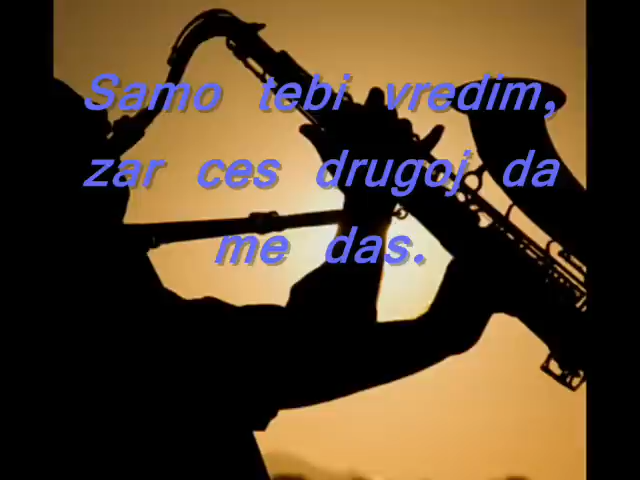 Samo tebi vredim,
zar ces drugoj da
me das.